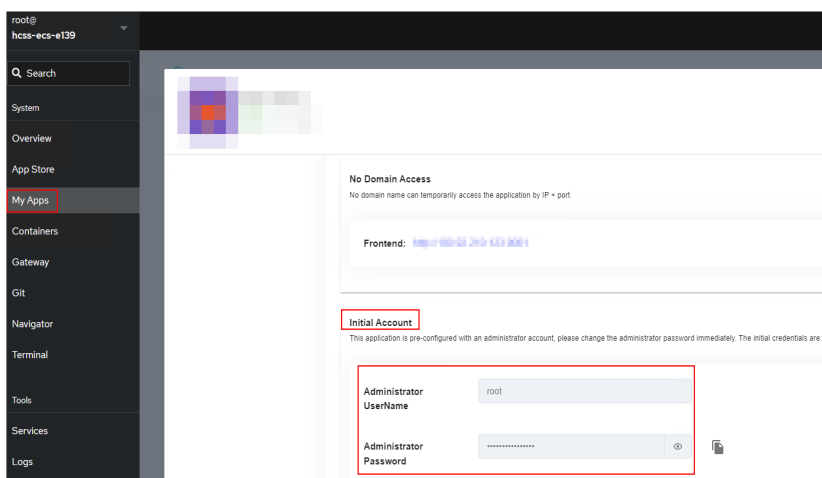 root@
hcss-ecs-e139
Search
System
Overview
App Store
My Apps
Containers
Gateway
Git
Navigator
Terminal
Tools
Services
Logs
No Domain Access
No domain name can temporarily access the application by IP + port
Frontend:
Initial Account
This application is pre-configured with an administrator account, please change the administrator password immediately. The initial credentials are:
Administrator
UserName
root
Administrator
Password